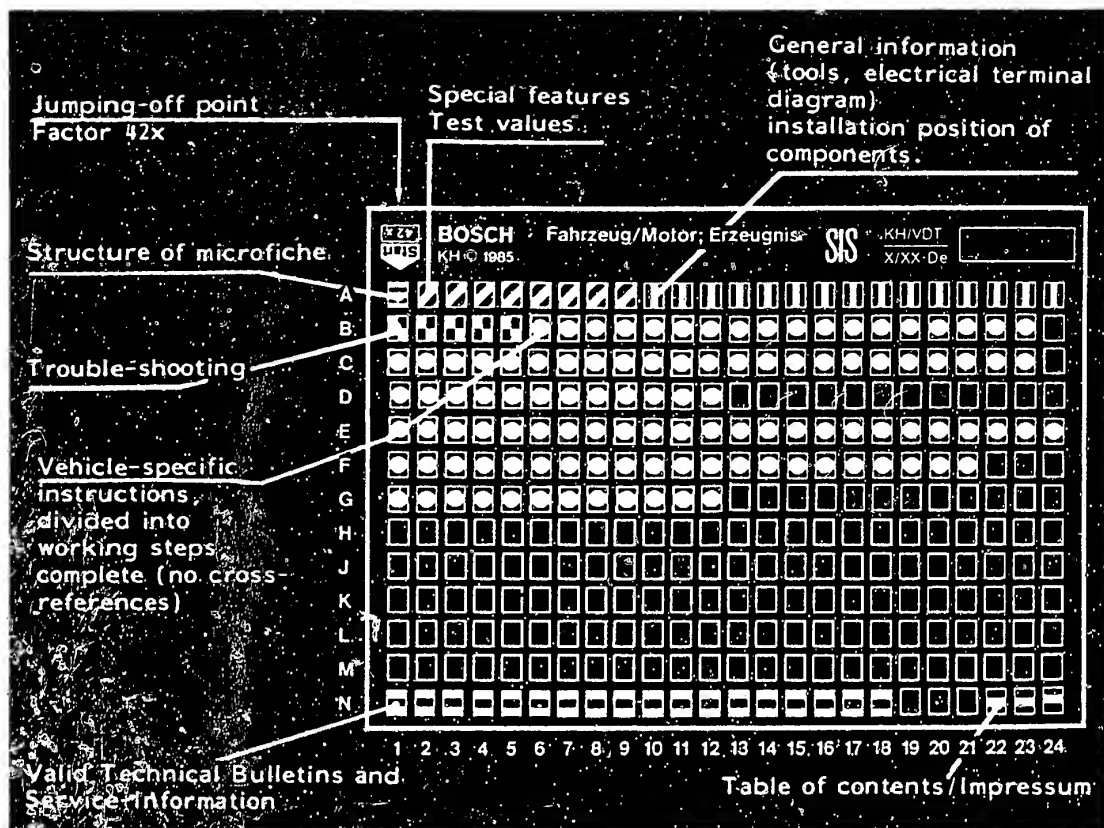 General information
(tools, electrical terminal
diagram)
installation position of
components.
Special features
Test values
Jumping-off point
Factor 42x
42x
BOSCH Fahrzeug/Motor; Erzeugnis SIS KH/VDT
KH © 1985 X/XX-De
Structure of microfiche
A
B
Trouble-shooting
C
D
E
Vehicle-specific
instructions,
divided into
working steps
complete (no cross-
references)
F
G
H
J
K
L
M
N
1 2 3 4 5 6 7 8 9 10 11 12 13 14 15 16 17 18 19 20 21 22 23 24
Valid Technical Bulletins and
Service-Information
Table of contents/Impressum